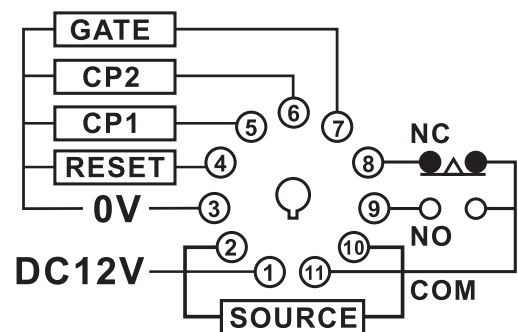 GATE
CP2
CP1
RESET
0V
DC12V
SOURCE
1
2
3
4
5
6
7
8
9
10
11
NC
NO
COM